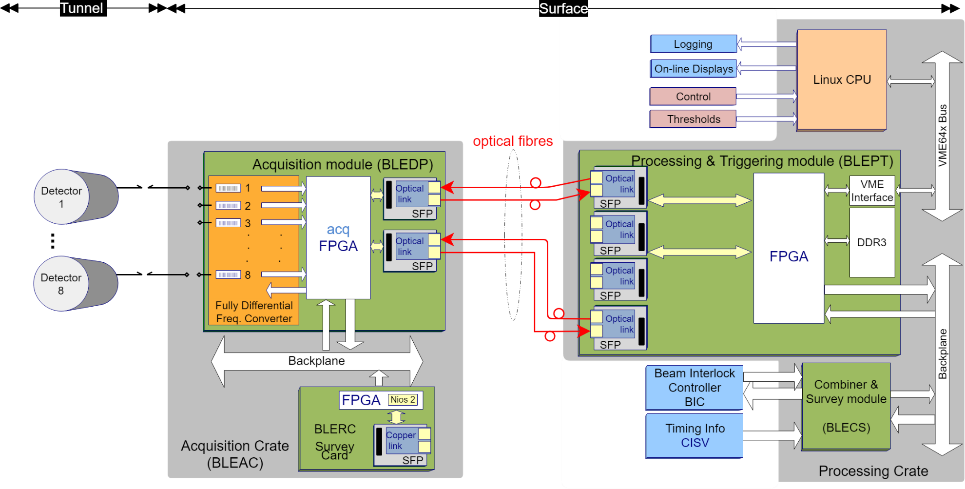 Tunnel
Surface
Logging
On-line Displays
Control
Thresholds
Linux CPU
VME64x Bus
optical fibres
Acquisition module (BLEDP)
Processing & Triggering module (BLEPT)
Detector
1
...
Detector
8
1
2
3
. .
. .
. .
8
Fully Differential
Freq. Converter
acq
FPGA
Optical
link
SFP
Optical
link
SFP
Optical
link
SFP
Optical
link
SFP
Optical
link
SFP
Optical
link
SFP
FPGA
VME
Interface
DDR3
Backplane
Backplane
FPGA
Nios 2
BLERC
Survey
Card
Copper
link
SFP
Acquisition Crate
(BLEAC)
Beam Interlock
Controller
BIC
Timing Info
CISV
Combiner &
Survey module
(BLECS)
Processing Crate